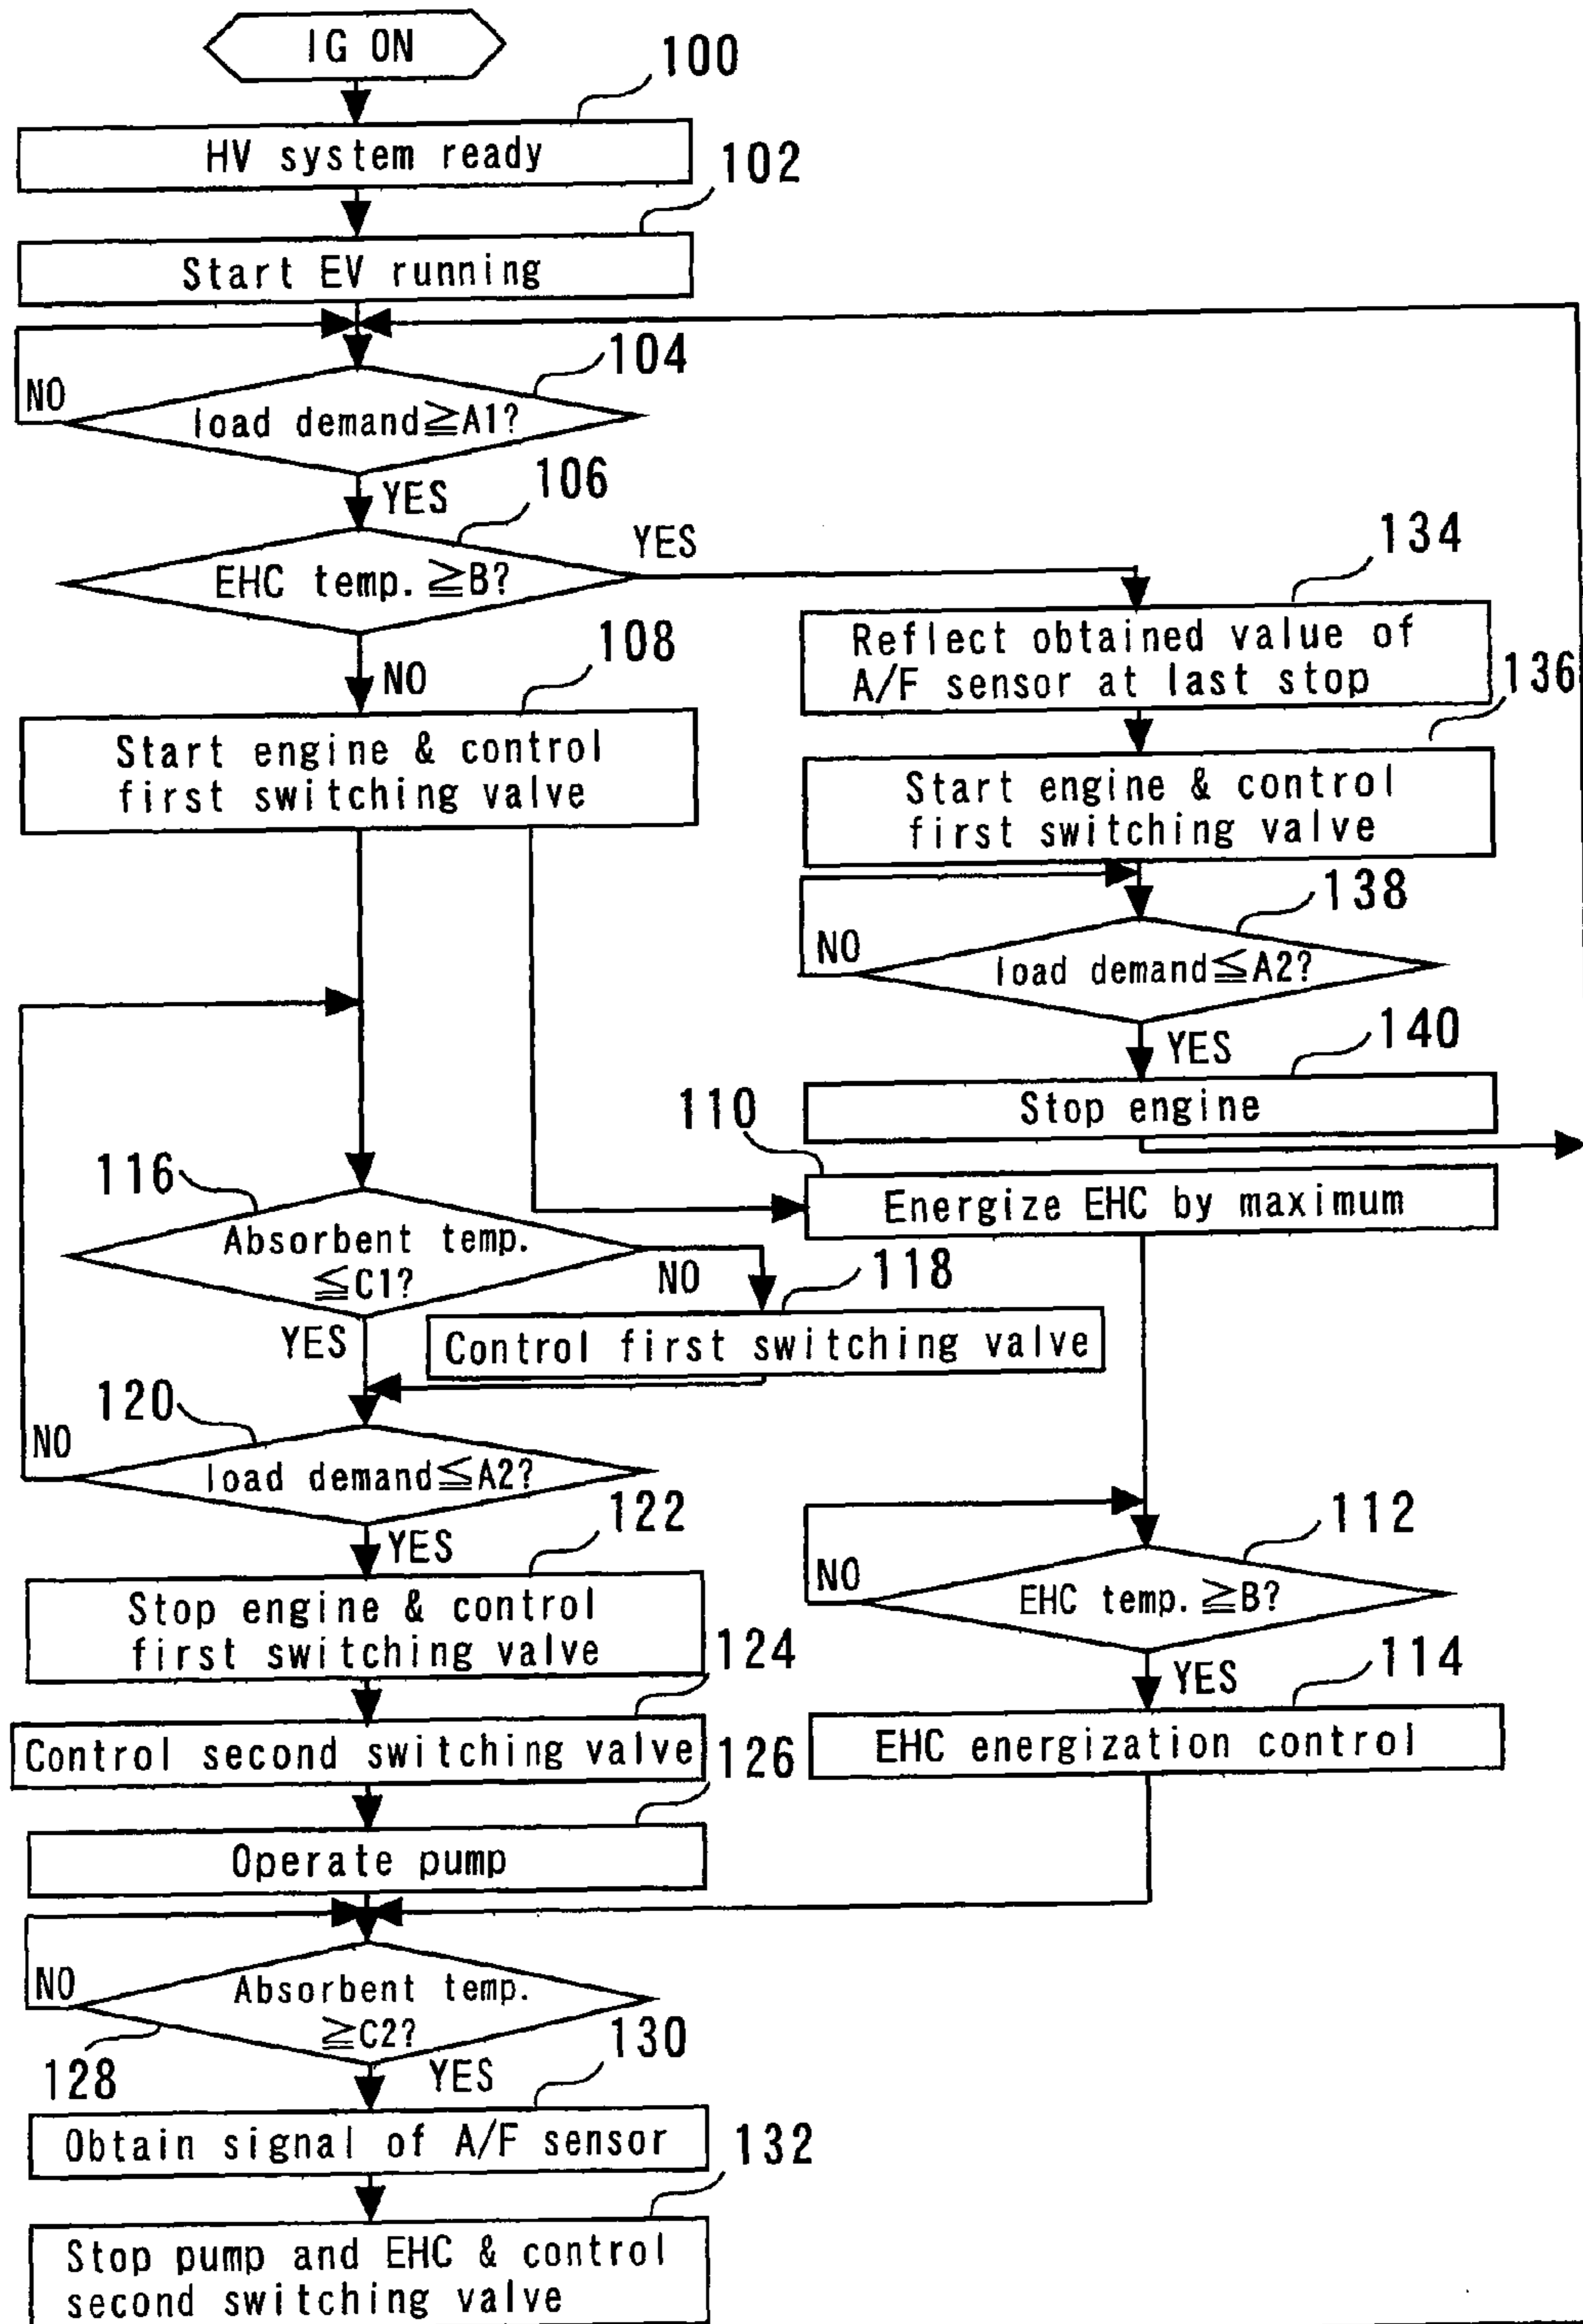 IG ON
100
HV system ready
102
Start EV running
104
NO
load demand≧A1?
YES
106
YES
EHC temp. ≧B?
NO
134
Reflect obtained value of
A/F sensor at last stop
108
Start engine & control
first switching valve
136
Start engine & control
first switching valve
138
NO
load demand≦A2?
YES
140
Stop engine
110
Energize EHC by maximum
116
Absorbent temp.
≦C1?
NO
118
YES
Control first switching valve
120
NO
load demand≦A2?
YES
122
Stop engine & control
first switching valve
112
NO
EHC temp. ≧B?
YES
114
EHC energization control
124
Control second switching valve
126
Operate pump
NO
Absorbent temp.
≧C2?
128
YES
130
Obtain signal of A/F sensor
132
Stop pump and EHC & control
second switching valve